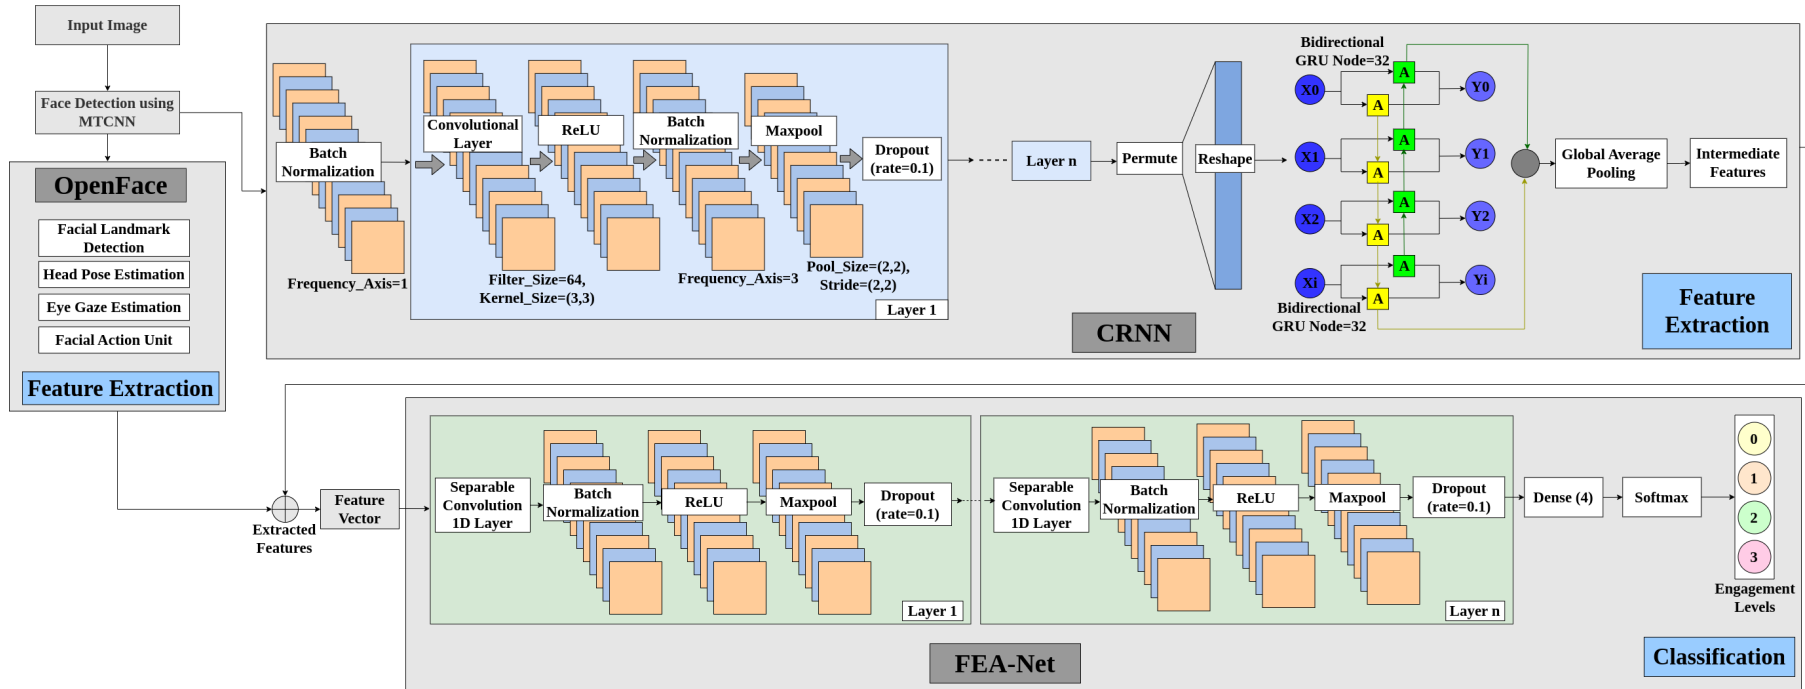 Input Image
Face Detection using
MTCNN
OpenFace
Facial Landmark
Detection
Head Pose Estimation
Eye Gaze Estimation
Facial Action Unit
Feature Extraction
Batch
Normalization
Frequency_Axis=1
Convolutional
Layer
Filter_Size=64,
Kernel_Size=(3,3)
ReLU
Batch
Normalization
Frequency_Axis=3
Maxpool
Pool_Size=(2,2),
Stride=(2,2)
Dropout
(rate=0.1)
Layer 1
Layer n
Permute
Reshape
Bidirectional
GRU Node=32
X0
A
A
Y0
X1
A
A
Y1
X2
A
A
Y2
Xi
A
A
Yi
Bidirectional
GRU Node=32
Global Average
Pooling
Intermediate
Features
CRNN
Feature
Extraction
Extracted
Features
Feature
Vector
Separable
Convolution
1D Layer
Batch
Normalization
ReLU
Maxpool
Dropout
(rate=0.1)
Layer 1
Separable
Convolution
1D Layer
Batch
Normalization
ReLU
Maxpool
Dropout
(rate=0.1)
Layer n
Dense (4)
Softmax
0
1
2
3
Engagement
Levels
FEA-Net
Classification